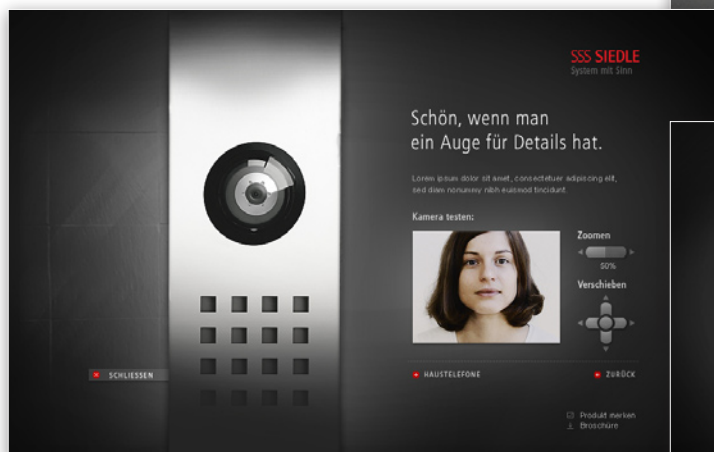 SSS SIEDLE
System mit Sinn
Schön, wenn man
ein Auge für Details hat.
Lorem ipsum dolor sit amet, consectetuer adipiscing elit,
sed diam nonummy nibh euismod tincidunt.
Kamera testen:
Zoomen
50%
Verschieben
SCHLIESSEN
HAUSTELEFONE
ZURÜCK
Produkt merken
Broschüre